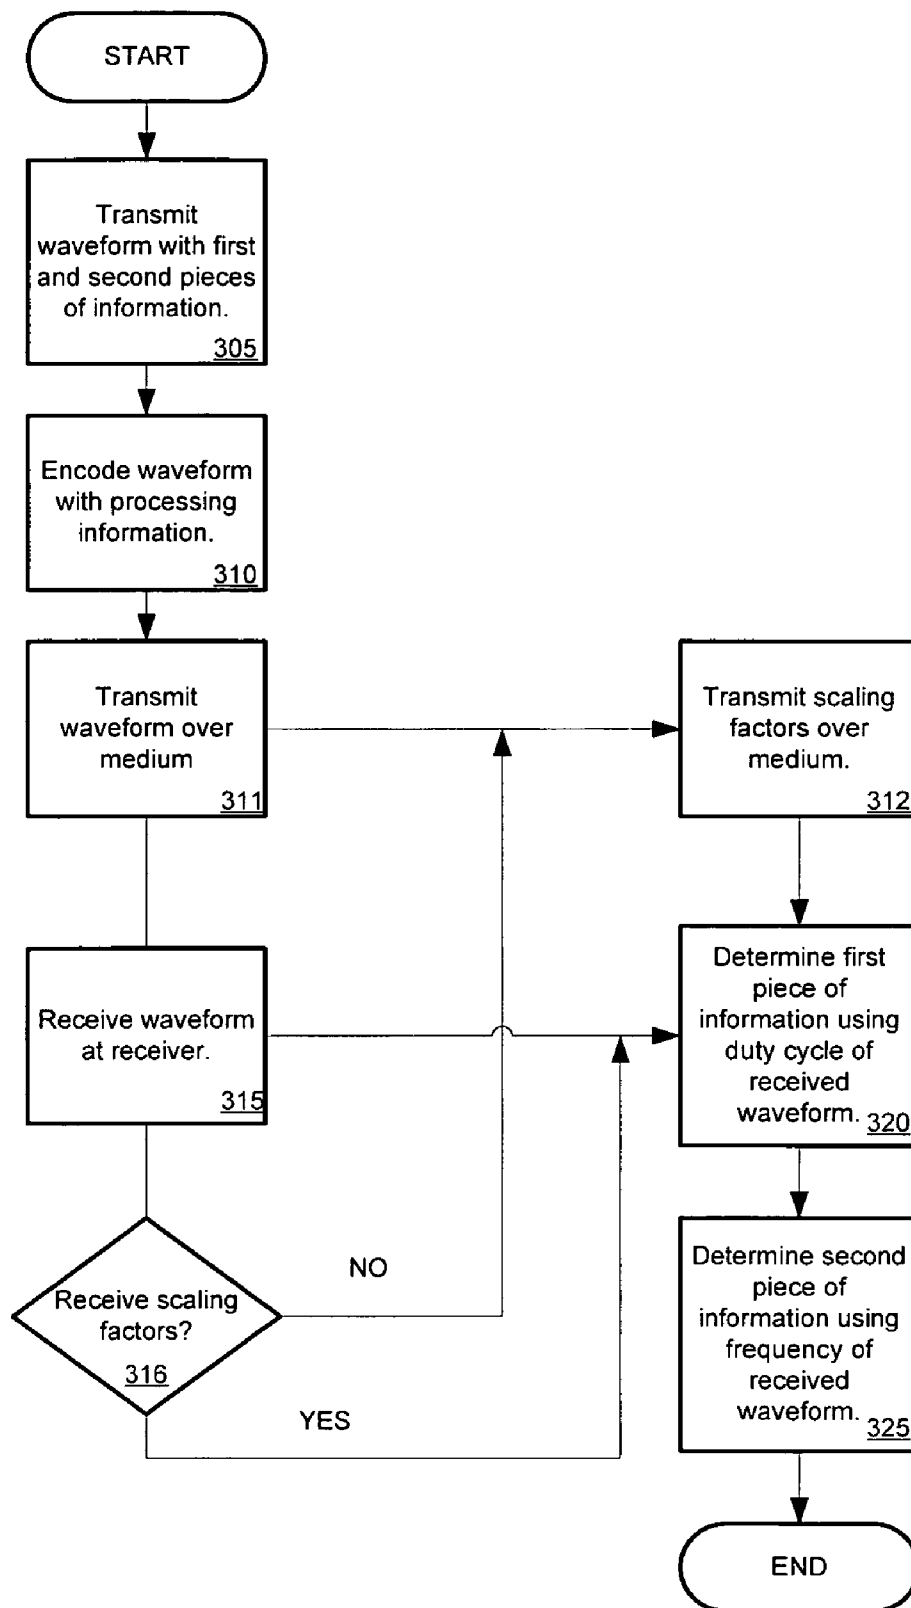 START
Transmit
waveform with first
and second pieces
of information.
305
Encode waveform
with processing
information.
310
Transmit
waveform over
medium
311
Transmit scaling
factors over
medium.
312
Receive waveform
at receiver.
315
Determine first
piece of
information using
duty cycle of
received
waveform.
320
Receive scaling
factors?
316
NO
YES
Determine second
piece of
information using
frequency of
received
waveform.
325
END